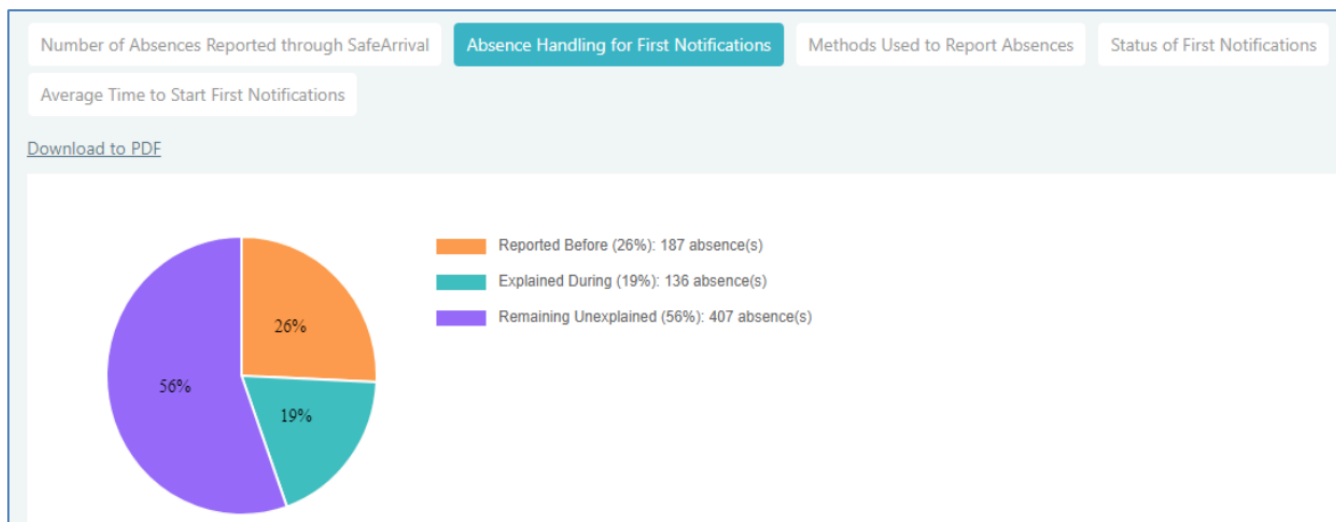 Number of Absences Reported through SafeArrival
Absence Handling for First Notifications
Methods Used to Report Absences
Status of First Notifications
Average Time to Start First Notifications
Download to PDF
Reported Before (26%): 187 absence(s)
Explained During (19%): 136 absence(s)
Remaining Unexplained (56%): 407 absence(s)
26%
56%
19%